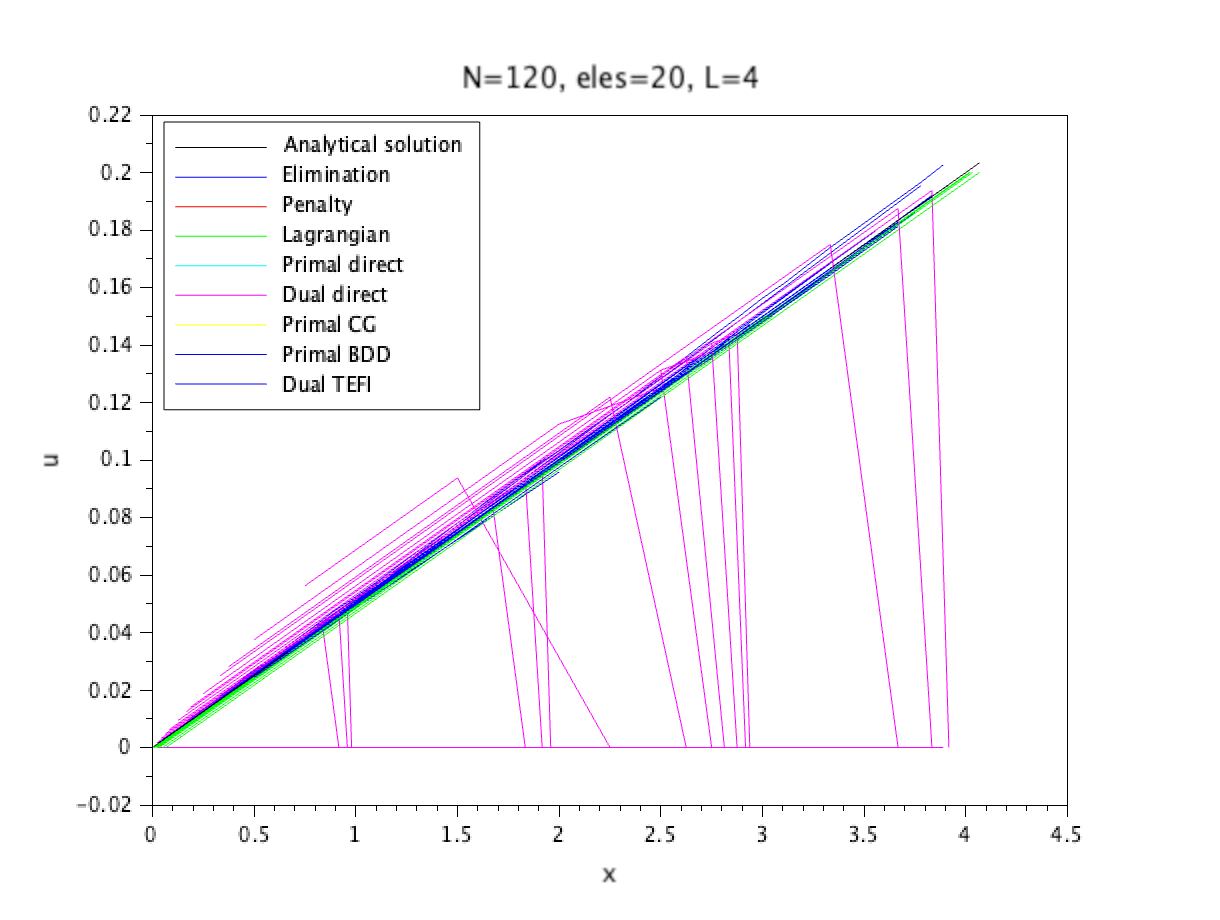 N=120, eles=20, L=4
0.22
0.2
0.18
0.16
0.14
0.12
0.1
0.08
0.06
0.04
0.02
0
−0.02
Analytical solution
Elimination
Penalty
Lagrangian
Primal direct
Dual direct
Primal CG
Primal BDD
Dual TEFI
u
0 0.5 1 1.5 2 2.5 3 3.5 4 4.5
x